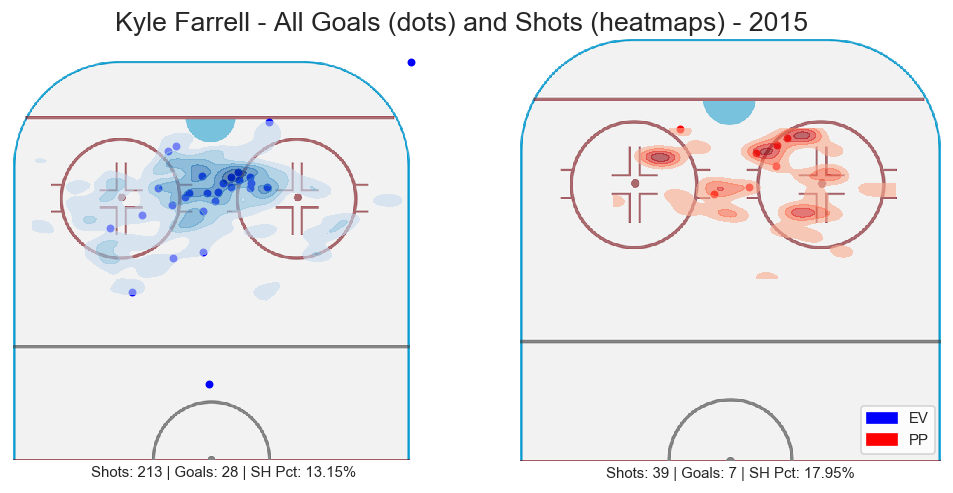 Kyle Farrell - All Goals (dots) and Shots (heatmaps) - 2015
EV
PP
Shots: 213 | Goals: 28 | SH Pct: 13.15%
Shots: 39 | Goals: 7 | SH Pct: 17.95%